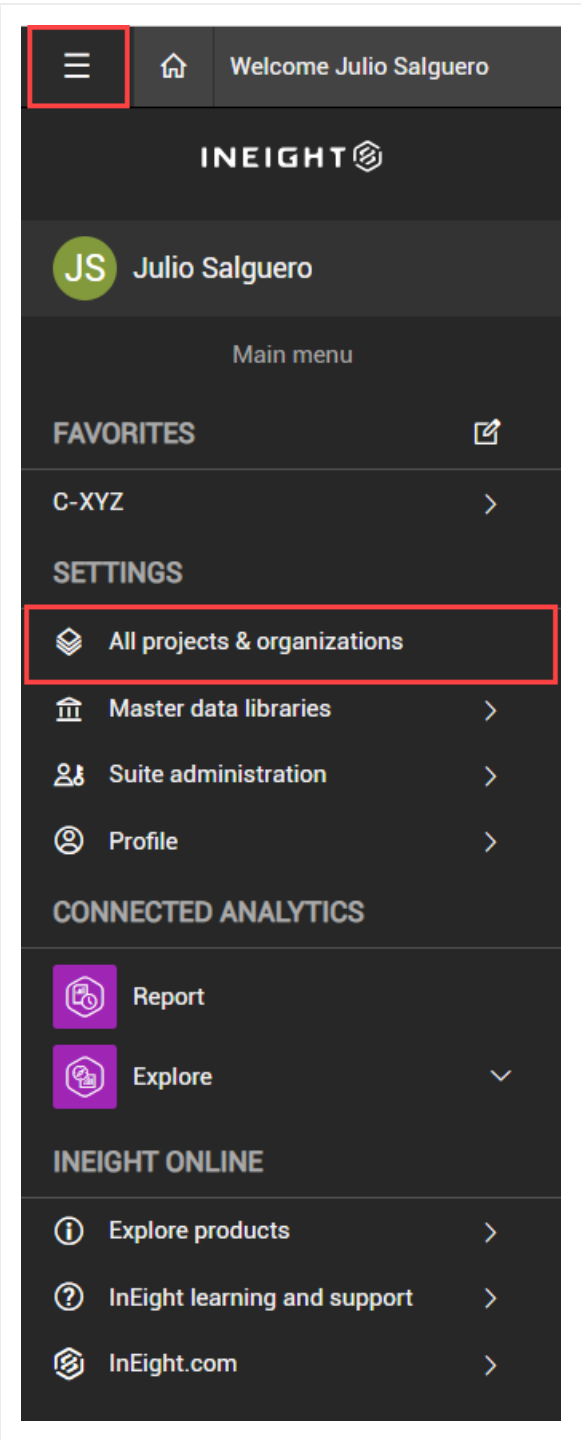 Welcome Julio Salguero
INEIGHT
JS Julio Salguero
Main menu
FAVORITES
C-XYZ
SETTINGS
All projects & organizations
Master data libraries
Suite administration
Profile
CONNECTED ANALYTICS
Report
Explore
INEIGHT ONLINE
Explore products
InEight learning and support
InEight.com